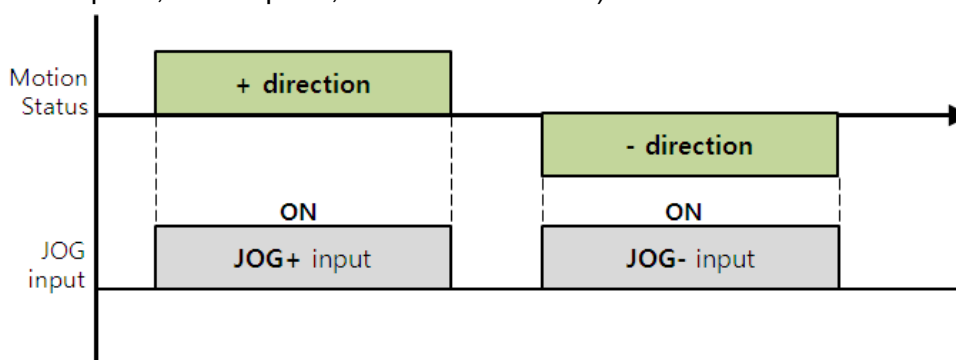 Motion
Status
+ direction
- direction
ON
ON
JOG
input
JOG+ input
JOG- input